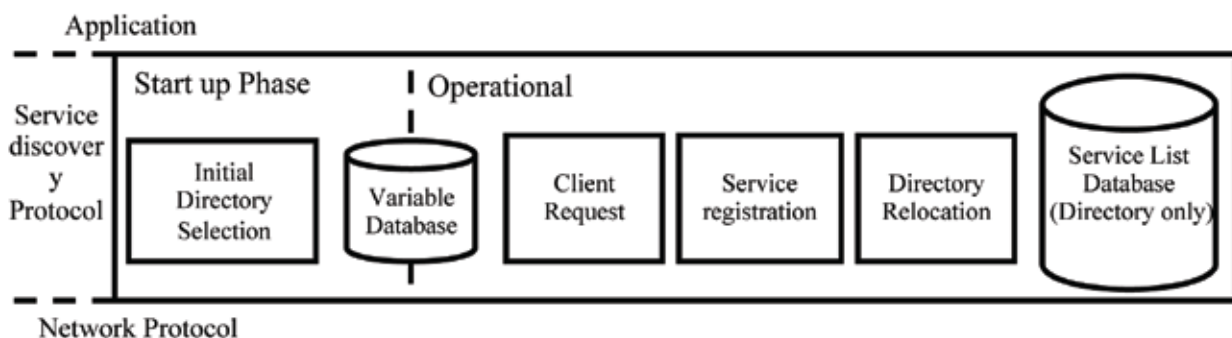 Application
Start up Phase
Operational
Service
discover
y
Protocol
Initial
Directory
Selection
Variable
Database
Client
Request
Service
registration
Directory
Relocation
Service List
Database
(Directory only)
Network Protocol